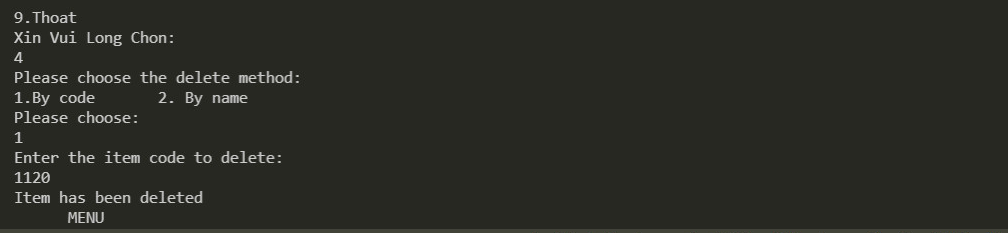 9.Thoat
Xin Vui Long Chon:
4
Please choose the delete method:
1.By code       2. By name
Please choose:
1
Enter the item code to delete:
1120
Item has been deleted
      MENU